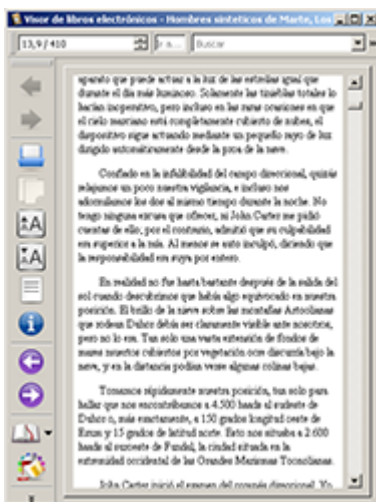 Visor de libros electrónicos - Hombres sinteticos de Marte, Los
13,9 / 410
Ir a...
Buscar
aparato que puede actuar a la luz de las estrellas igual que
durante el día más luminoso. Solamente las tinieblas totales lo
harían inoperativo, pero incluso en las raras ocasiones en que
el cielo marciano está completamente cubierto de nubes, el
dispositivo sigue actuando mediante un pequeño rayo de luz
dirigido automáticamente desde la proa de la nave.
Confiado en la infalibilidad del campo direccional, quizás
relajamos un poco nuestra vigilancia, e incluso nos
adormilamos los dos al mismo tiempo durante la noche. No
tengo ninguna excusa que ofrecer, ni John Carter me pidió
cuentas de ello; por el contrario, admitió que su culpabilidad
era superior a la mía. Al menos se auto inculpó, diciendo que
la responsabilidad era suya por entero.
En realidad no fue hasta bastante después de la salida del
sol cuando descubrimos que había algo equivocado en nuestra
posición. El brillo de la nieve sobre las montañas Artoolianas
que rodean Duhor debía ser claramente visible ante nosotros,
pero no lo era. Tan solo una vasta extensión de fondos de
mares muertos cubiertos por vegetación ocre discurría bajo la
nave, y en la distancia podían verse algunas colinas bajas.
Tomamos rápidamente nuestra posición, tan solo para
hallar que nos encontrábamos a 4.500 haads al sudeste de
Duhor o, más exactamente, a 150 grados longitud oeste de
Exum y 15 grados de latitud norte. Esto nos situaba a 2.600
haads al suroeste de Fundal, la ciudad situada en la
extremidad occidental de las Grandes Marismas Toonolianas.
John Carter inició el examen del compás direccional. Yo